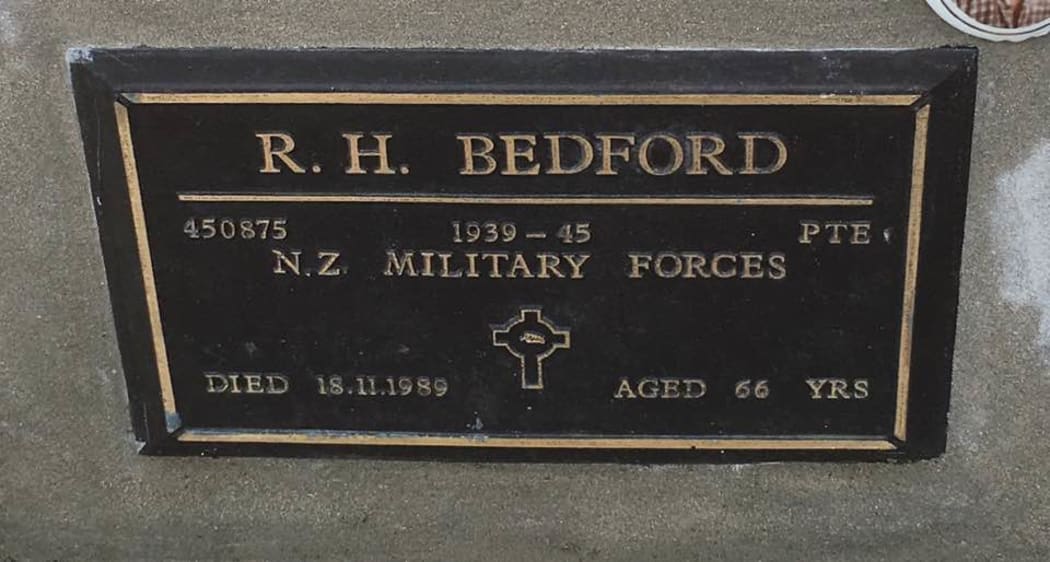 R. H. BEDFORD
450875 1939 – 45 PTE
N.Z. MILITARY FORCES
DIED 18.11.1989 AGED 66 YRS